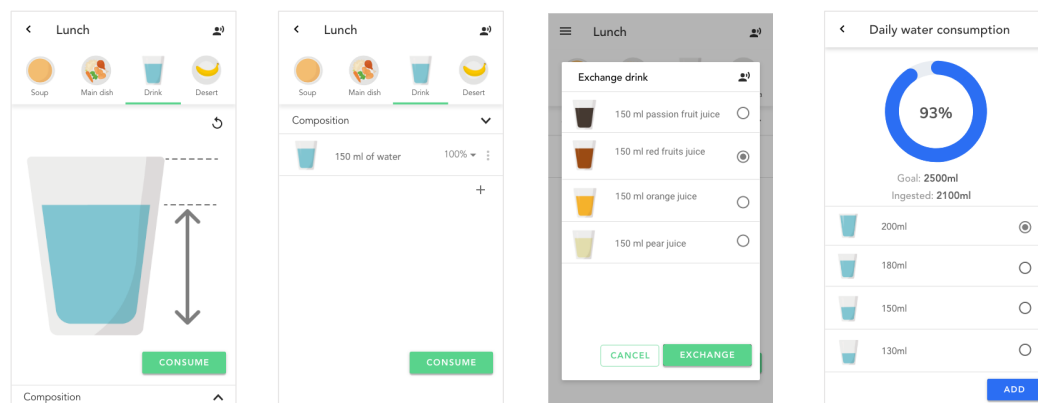 Lunch
Soup Main dish Drink Desert
CONSUME
Composition
Lunch
Soup Main dish Drink Desert
Composition
150 ml of water 100%
CONSUME
Lunch
Exchange drink
150 ml passion fruit juice
150 ml red fruits juice
150 ml orange juice
150 ml pear juice
CANCEL EXCHANGE
Daily water consumption
93%
Goal: 2500ml
Ingested: 2100ml
200ml
180ml
150ml
130ml
ADD